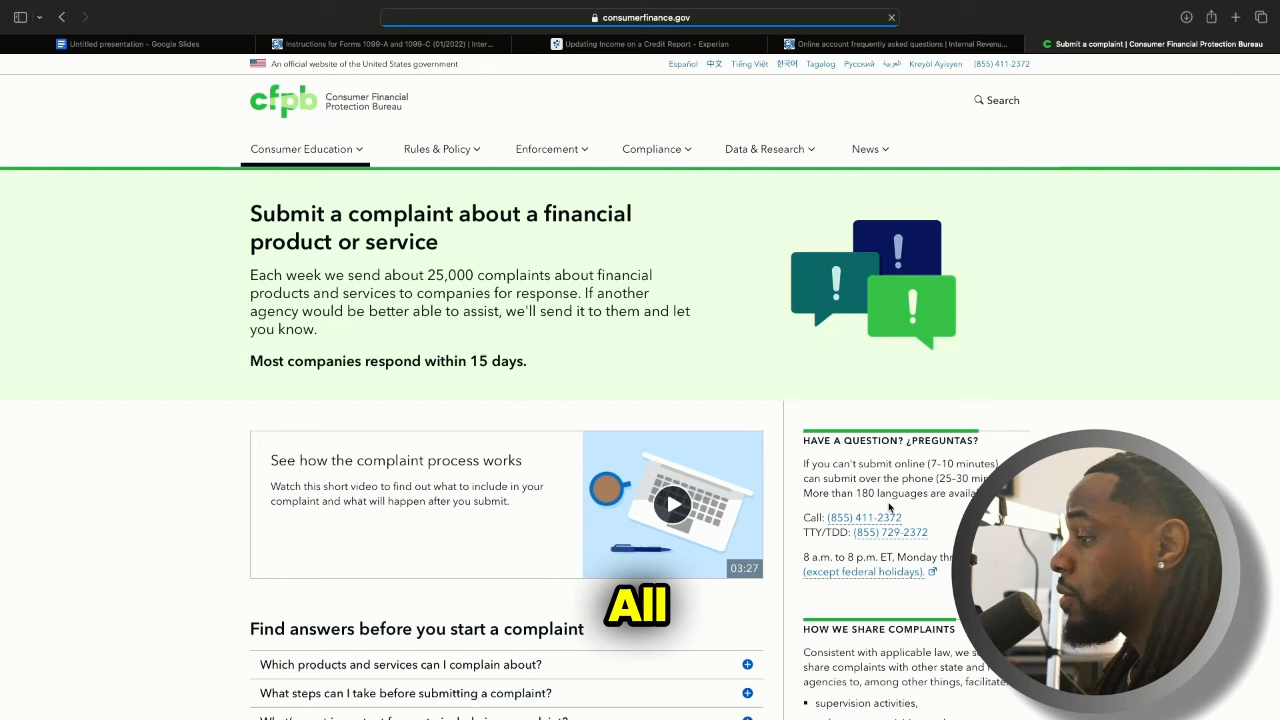 consumerfinance.gov
Untitled presentation - Google Slides
Instructions for Forms 1099-A and 1099-C (01/2022) | Inter...
Updating Income on a Credit Report - Experian
Online account frequently asked questions | Internal Revenu...
Submit a complaint | Consumer Financial Protection Bureau
An official website of the United States government
Español 中文 Tiếng Việt 한국어 Tagalog Русский العربية Kreyòl Ayisyen (855) 411-2372
cfpb Consumer Financial
Protection Bureau
Search
Consumer Education
Rules & Policy
Enforcement
Compliance
Data & Research
News
Submit a complaint about a financial
product or service
Each week we send about 25,000 complaints about financial
products and services to companies for response. If another
agency would be better able to assist, we'll send it to them and let
you know.
Most companies respond within 15 days.
See how the complaint process works
Watch this short video to find out what to include in your
complaint and what will happen after you submit.
03:27
All
Find answers before you start a complaint
Which products and services can I complain about?
What steps can I take before submitting a complaint?
HAVE A QUESTION? ¿PREGUNTAS?
If you can't submit online (7-10 minutes)
can submit over the phone (25-30
More than 180 languages are
Call: (855) 411-2372
TTY/TDD: (855) 729-2372
8 a.m. to 8 p.m. ET, Monday
(except federal holidays).
HOW WE SHARE COMPLAINTS
Consistent with applicable law, we
share complaints with other state and
agencies to, among other things,
supervision activities,